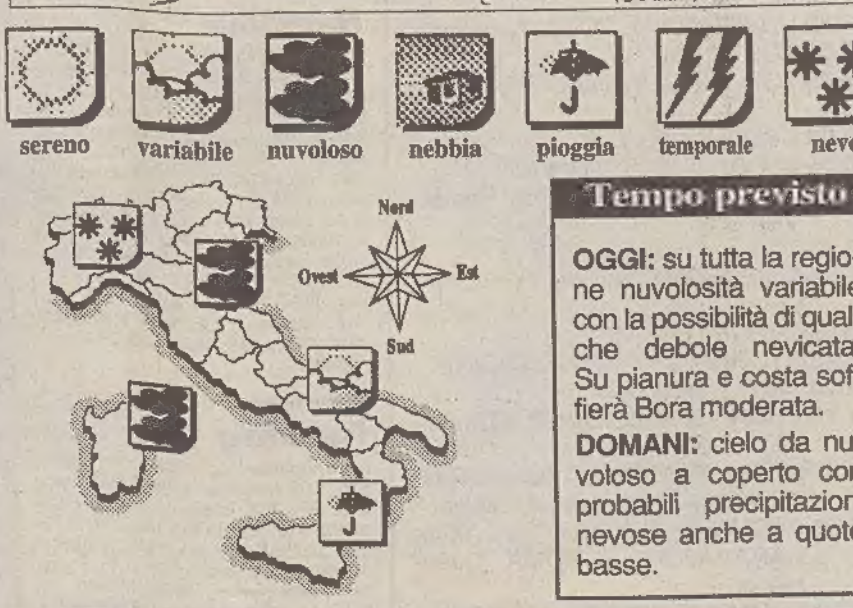 sereno variabile nuvoloso nebbia pioggia temporale neve
Nord
Ovest Est
Sud
Tempo previsto
OGGI: su tutta la regio-
ne nuvolosità variabile
con la possibilità di qual
che debole nevicata
Su pianura e costa sof
fierà Bora moderata.
DOMANI: cielo da nu
voloso a coperto con
probabili precipitazion
nevose anche a quote
basse.